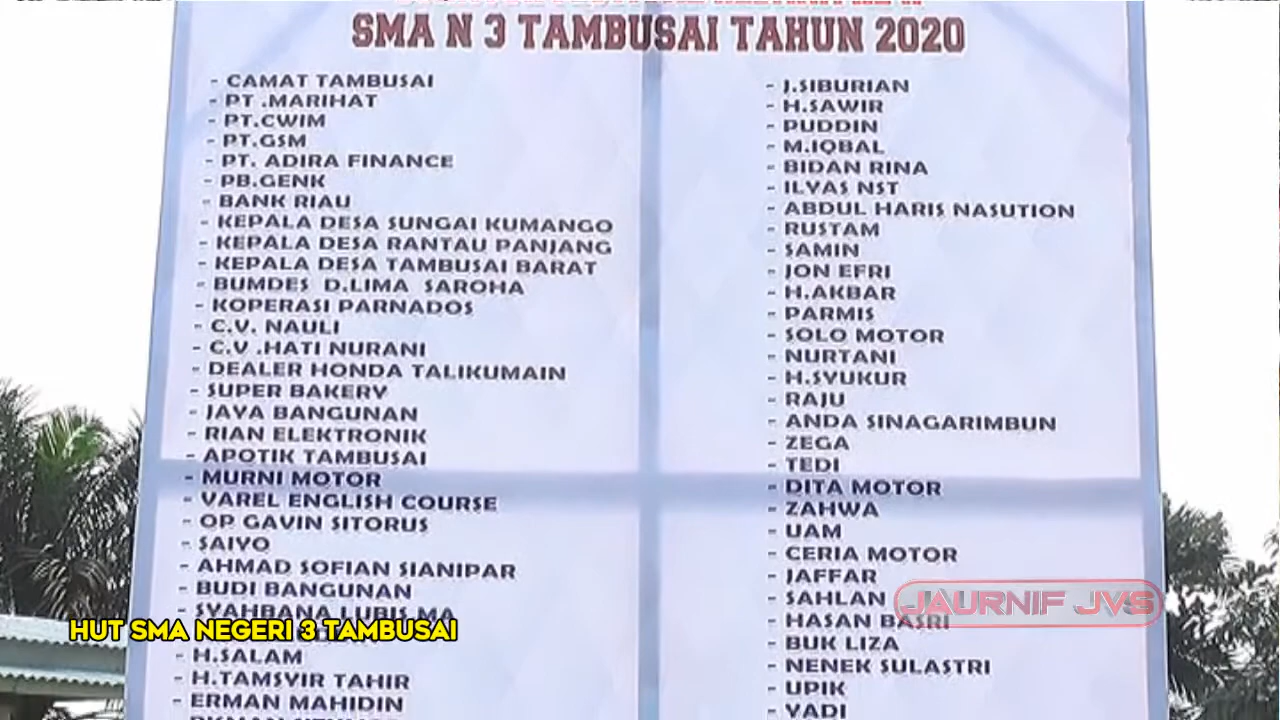 SMA N 3 TAMBUSAI TAHUN 2020
- CAMAT TAMBUSAI
- PT .MARIHAT
- PT.CWIM
- PT.GSM
- PT. ADIRA FINANCE
- PB.GENK
- BANK RIAU
- KEPALA DESA SUNGAI KUMANGO
- KEPALA DESA RANTAU PANJANG
- KEPALA DESA TAMBUSAI BARAT
- BUMDES D.LIMA SAROHA
- KOPERASI PARNADOS
- C.V. NAULI
- C.V .HATI NURANI
- DEALER HONDA TALIKUMAIN
- SUPER BAKERY
- JAYA BANGUNAN
- RIAN ELEKTRONIK
- APOTIK TAMBUSAI
- MURNI MOTOR
- VAREL ENGLISH COURSE
- OP GAVIN SITORUS
- SAIYO
- AHMAD SOFIAN SIANIPAR
- BUDI BANGUNAN
- SYAHBANA LUBIS MA
- H.SALAM
- H.TAMSYIR TAHIR
- ERMAN MAHIDIN
- J.SIBURIAN
- H.SAWIR
- PUDDIN
- M.IQBAL
- BIDAN RINA
- ILYAS NST
- ABDUL HARIS NASUTION
- RUSTAM
- SAMIN
- JON EFRI
- H.AKBAR
- PARMIS
- SOLO MOTOR
- NURTANI
- H.SYUKUR
- RAJU
- ANDA SINAGARIMBUN
- ZEGA
- TEDI
- DITA MOTOR
- ZAHWA
- UAM
- CERIA MOTOR
- JAFFAR
- SAHLAN
- HASAN BASRI
- BUK LIZA
- NENEK SULASTRI
- UPIK
- YADI
HUT SMA NEGERI 3 TAMBUSAI
JAURNIF JVS